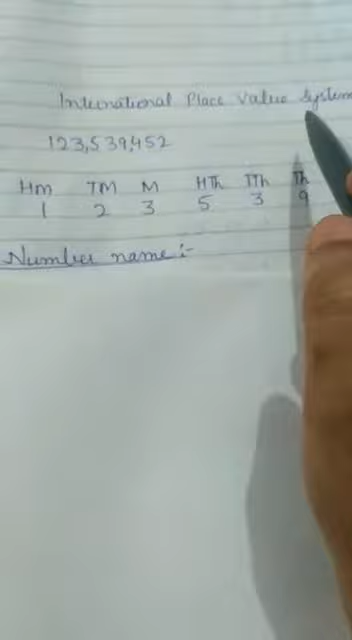 International Place Value System
123,539,452
HM TM M HTh TTh Th
1 2 3 5 3 9
Number name:-